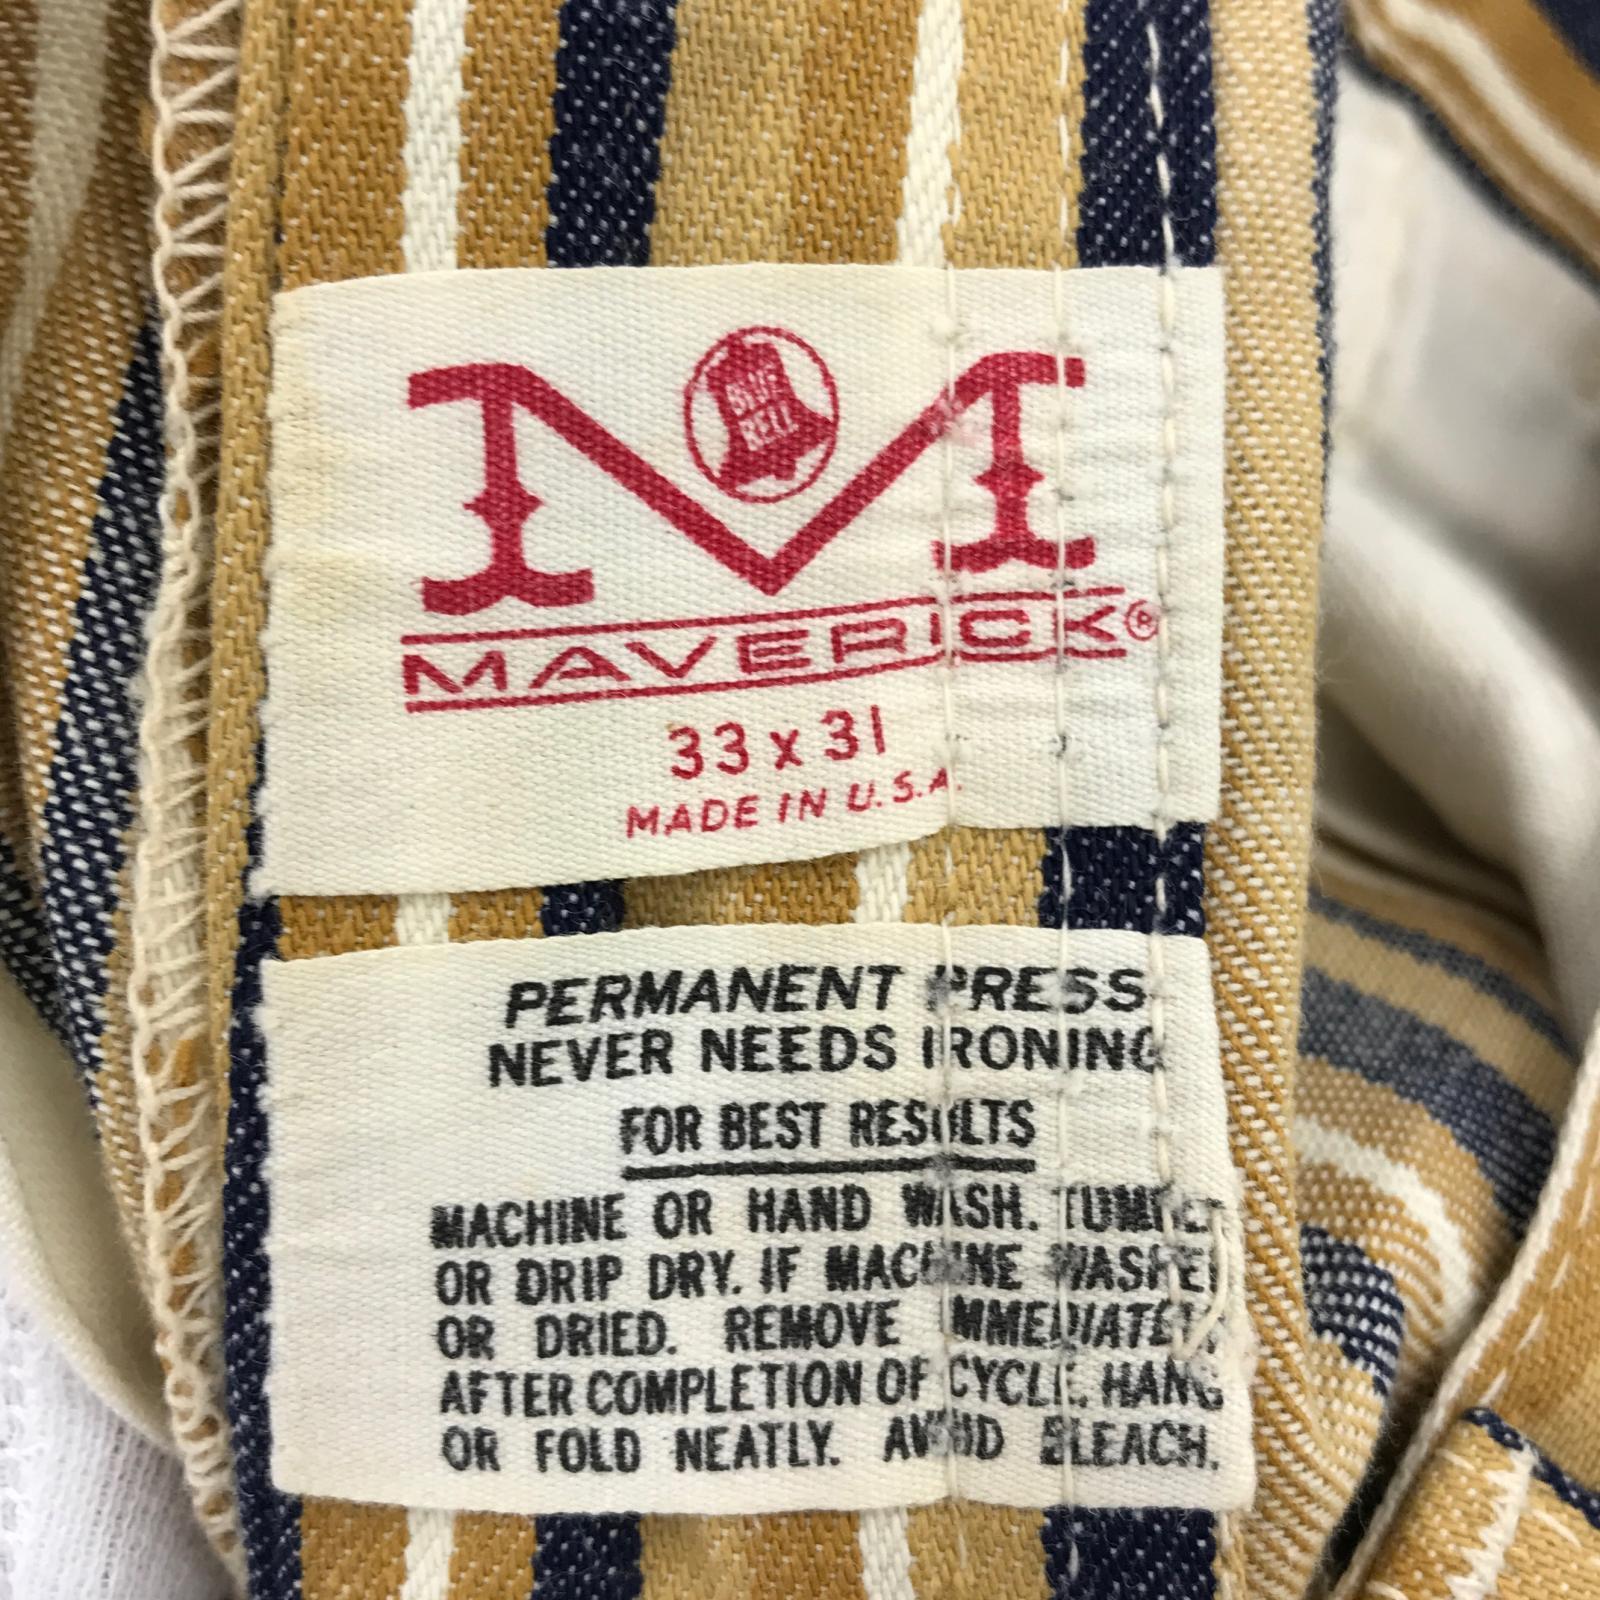 BLUE
BELL
M
MAVERICK®
33 x 31
MADE IN U.S.A.
PERMANENT PRESS
NEVER NEEDS IRONING
FOR BEST RESULTS
MACHINE OR HAND WASH. TUMBLE
OR DRIP DRY. IF MACHINE WASHED
OR DRIED. REMOVE IMMEDIATELY
AFTER COMPLETION OF CYCLE. HANG
OR FOLD NEATLY. AVOID BLEACH.